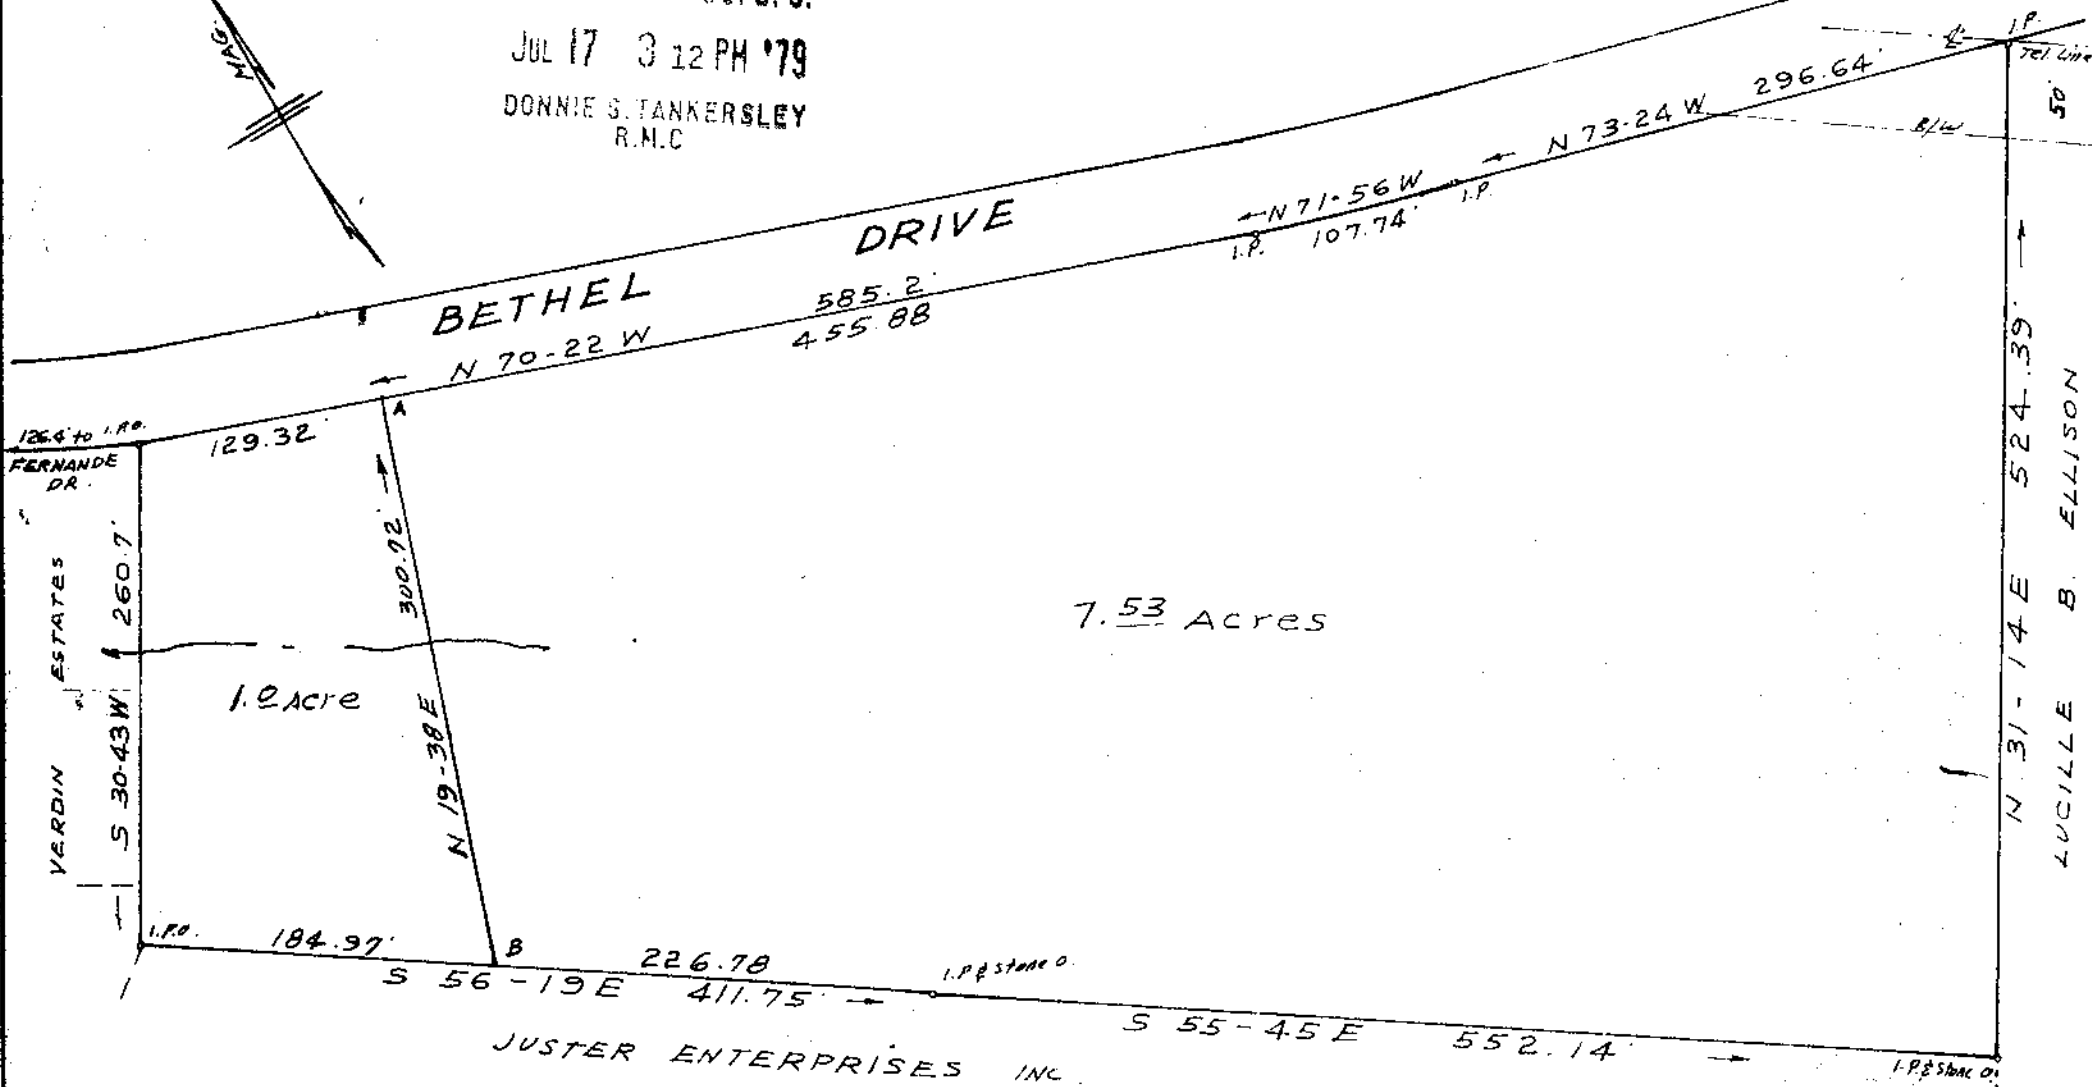 MAG.
JUL 17 3 12 PM '79
DONNIE S. TANKERSLEY
R.M.C
BETHEL DRIVE
I.P.
Tel. Line
50'
296.64'
N 73-24 W
R/W
I.P.
N 71-56 W
107.74'
I.P.
585.2'
455.88
N 70-22 W
A
129.32'
126.4' to I.P.O.
FERNANDE
DR.
VERDIN ESTATES
S 30-43 W 260.7'
1.0 Acre
N 19-38 E 300.72'
7.53 Acres
N 31-14 E 524.39'
LUCILLE B. ELLISON
I.P.O.
184.97'
B
226.78
I.P & Stone O.
S 56-19 E 411.75'
S 55-45 E 552.14'
I.P & Stone O.
JUSTER ENTERPRISES INC.